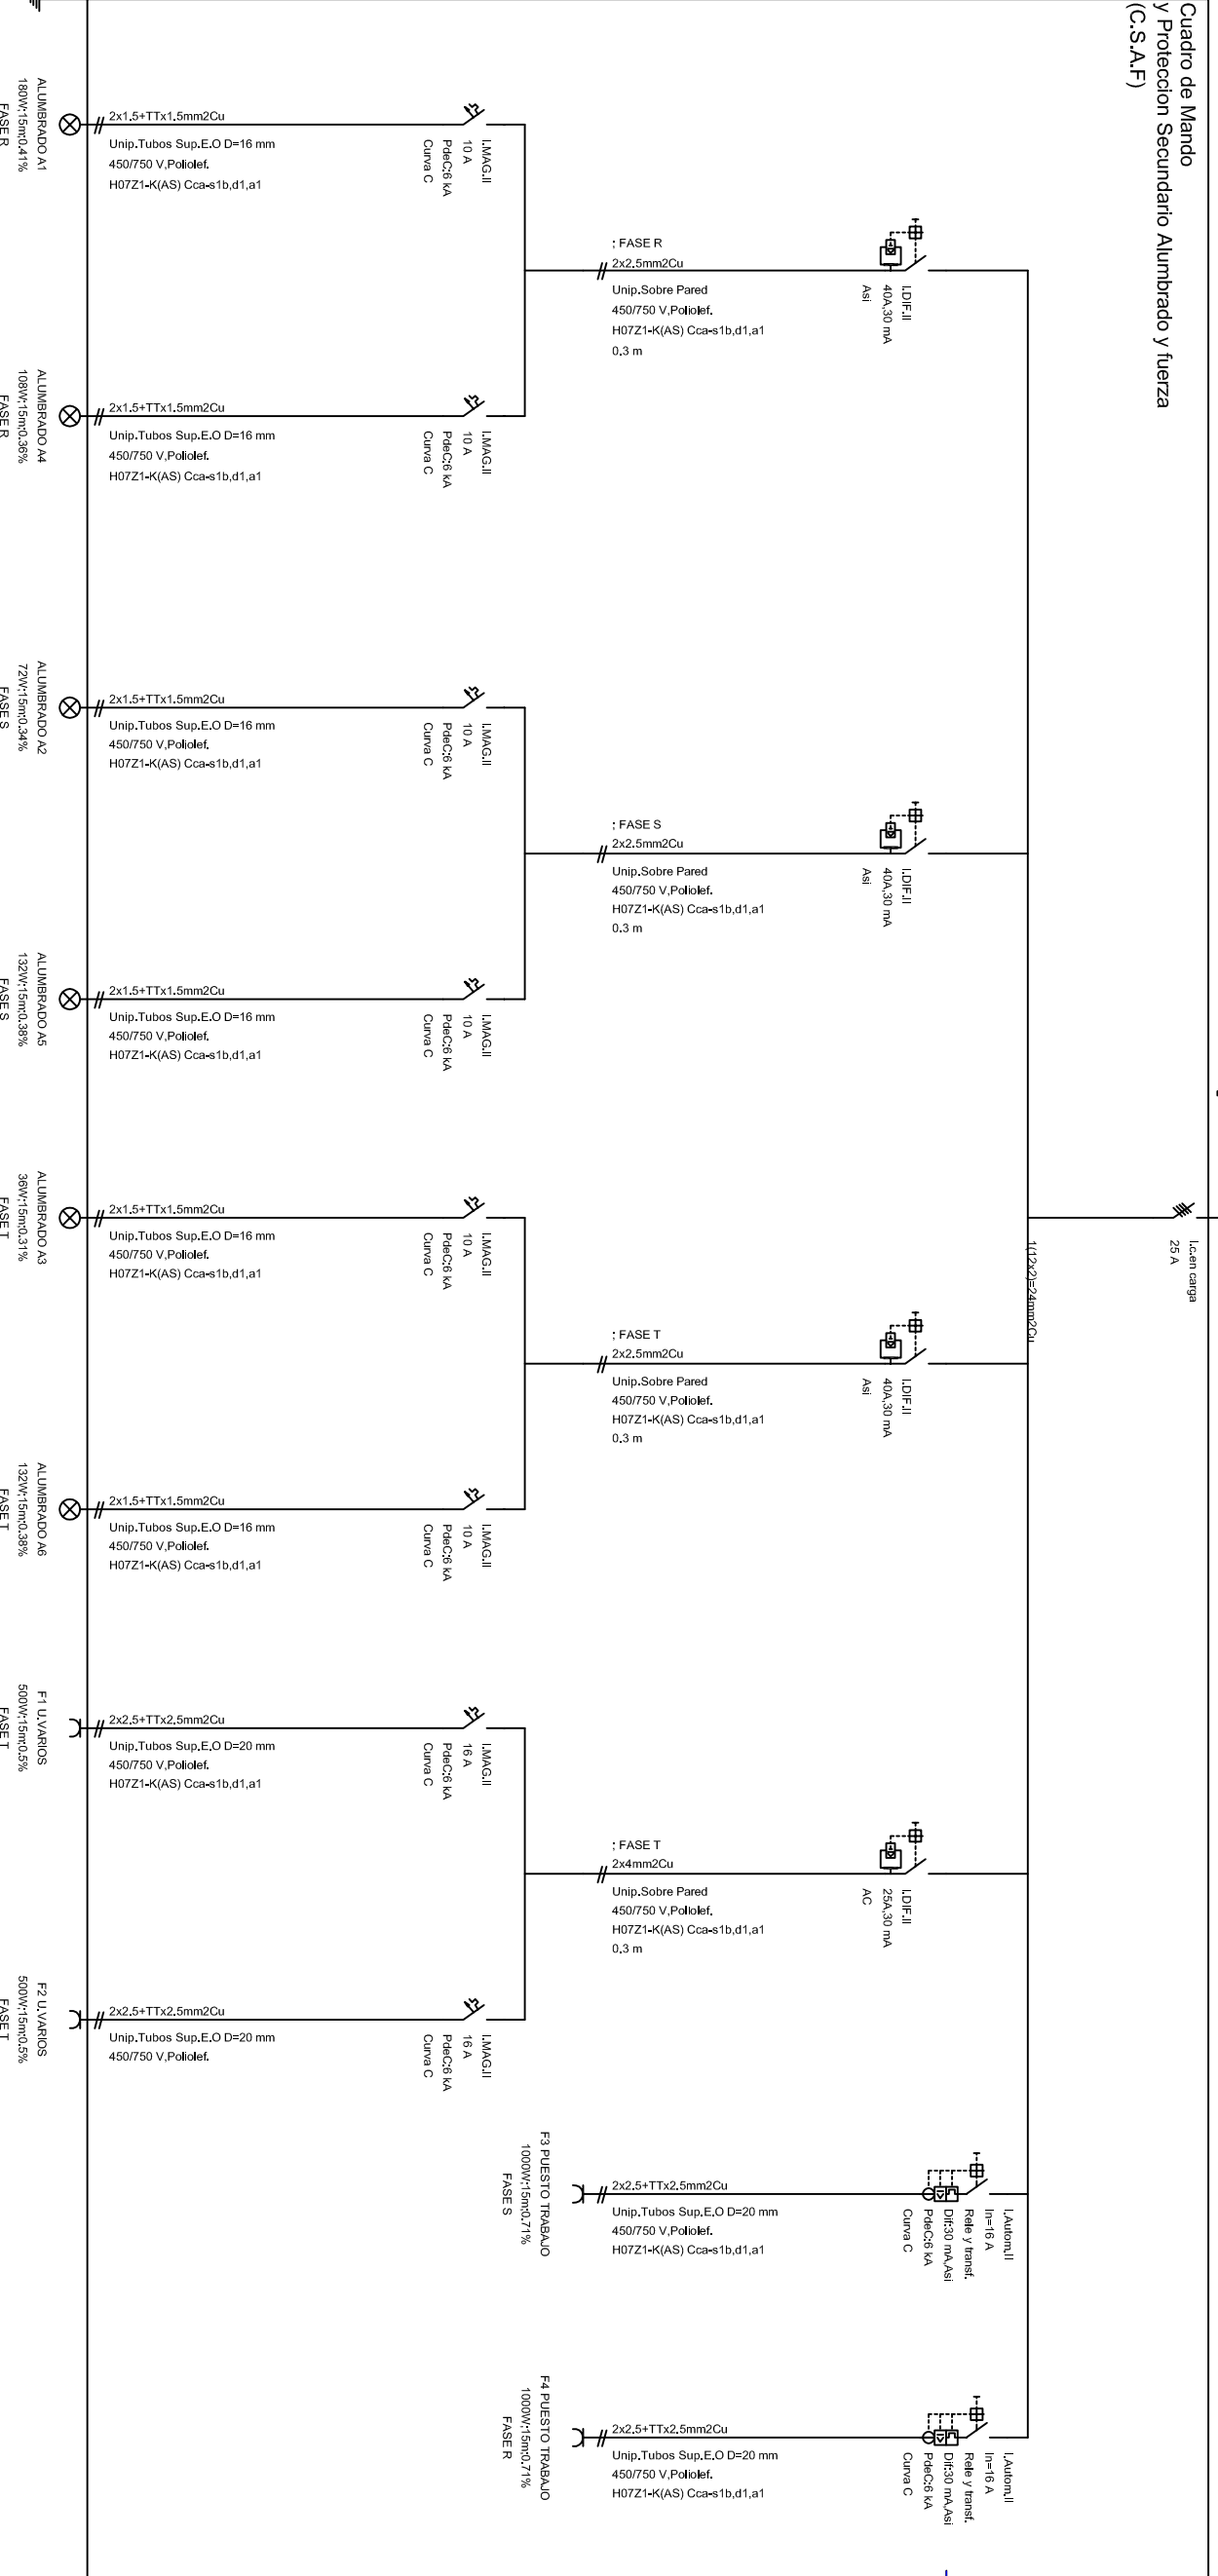 Cuadro de Mando
y Proteccion Secundario Alumbrado y fuerza
(C.S.A.F)
I.c.en carga
25 A
1(12x2)=24mm2Cu
I.DIF.II
40A,30 mA
Asi
; FASE R
2x2.5mm2Cu
Unip.Sobre Pared
450/750 V,Poliolef.
H07Z1-K(AS) Cca-s1b,d1,a1
0.3 m
I.MAG.II
10 A
PdeC:6 kA
Curva C
2x1.5+TTx1.5mm2Cu
Unip.Tubos Sup.E.O D=16 mm
450/750 V,Poliolef.
H07Z1-K(AS) Cca-s1b,d1,a1
ALUMBRADO A1
180W;15m;0.41%
FASE R
I.MAG.II
10 A
PdeC:6 kA
Curva C
2x1.5+TTx1.5mm2Cu
Unip.Tubos Sup.E.O D=16 mm
450/750 V,Poliolef.
H07Z1-K(AS) Cca-s1b,d1,a1
ALUMBRADO A4
108W;15m;0.36%
FASE R
I.DIF.II
40A,30 mA
Asi
; FASE S
2x2.5mm2Cu
Unip.Sobre Pared
450/750 V,Poliolef.
H07Z1-K(AS) Cca-s1b,d1,a1
0.3 m
I.MAG.II
10 A
PdeC:6 kA
Curva C
2x1.5+TTx1.5mm2Cu
Unip.Tubos Sup.E.O D=16 mm
450/750 V,Poliolef.
H07Z1-K(AS) Cca-s1b,d1,a1
ALUMBRADO A2
72W;15m;0.34%
FASE S
I.MAG.II
10 A
PdeC:6 kA
Curva C
2x1.5+TTx1.5mm2Cu
Unip.Tubos Sup.E.O D=16 mm
450/750 V,Poliolef.
H07Z1-K(AS) Cca-s1b,d1,a1
ALUMBRADO A5
132W;15m;0.38%
FASE S
I.DIF.II
40A,30 mA
Asi
; FASE T
2x2.5mm2Cu
Unip.Sobre Pared
450/750 V,Poliolef.
H07Z1-K(AS) Cca-s1b,d1,a1
0.3 m
I.MAG.II
10 A
PdeC:6 kA
Curva C
2x1.5+TTx1.5mm2Cu
Unip.Tubos Sup.E.O D=16 mm
450/750 V,Poliolef.
H07Z1-K(AS) Cca-s1b,d1,a1
ALUMBRADO A3
36W;15m;0.31%
FASE T
I.MAG.II
10 A
PdeC:6 kA
Curva C
2x1.5+TTx1.5mm2Cu
Unip.Tubos Sup.E.O D=16 mm
450/750 V,Poliolef.
H07Z1-K(AS) Cca-s1b,d1,a1
ALUMBRADO A6
132W;15m;0.38%
FASE T
I.DIF.II
25A,30 mA
AC
; FASE T
2x4mm2Cu
Unip.Sobre Pared
450/750 V,Poliolef.
H07Z1-K(AS) Cca-s1b,d1,a1
0.3 m
I.MAG.II
16 A
PdeC:6 kA
Curva C
2x2.5+TTx2.5mm2Cu
Unip.Tubos Sup.E.O D=20 mm
450/750 V,Poliolef.
H07Z1-K(AS) Cca-s1b,d1,a1
F1 U.VARIOS
500W;15m;0.5%
FASE T
I.MAG.II
16 A
PdeC:6 kA
Curva C
2x2.5+TTx2.5mm2Cu
Unip.Tubos Sup.E.O D=20 mm
450/750 V,Poliolef.
F2 U.VARIOS
500W;15m;0.5%
FASE T
I.Autom.II
In=16 A
Rele y transf.
Dif:30 mA,Asi
PdeC:6 kA
Curva C
2x2.5+TTx2.5mm2Cu
Unip.Tubos Sup.E.O D=20 mm
450/750 V,Poliolef.
H07Z1-K(AS) Cca-s1b,d1,a1
F3 PUESTO TRABAJO
1000W;15m;0.71%
FASE S
I.Autom.II
In=16 A
Rele y transf.
Dif:30 mA,Asi
PdeC:6 kA
Curva C
2x2.5+TTx2.5mm2Cu
Unip.Tubos Sup.E.O D=20 mm
450/750 V,Poliolef.
H07Z1-K(AS) Cca-s1b,d1,a1
F4 PUESTO TRABAJO
1000W;15m;0.71%
FASE R